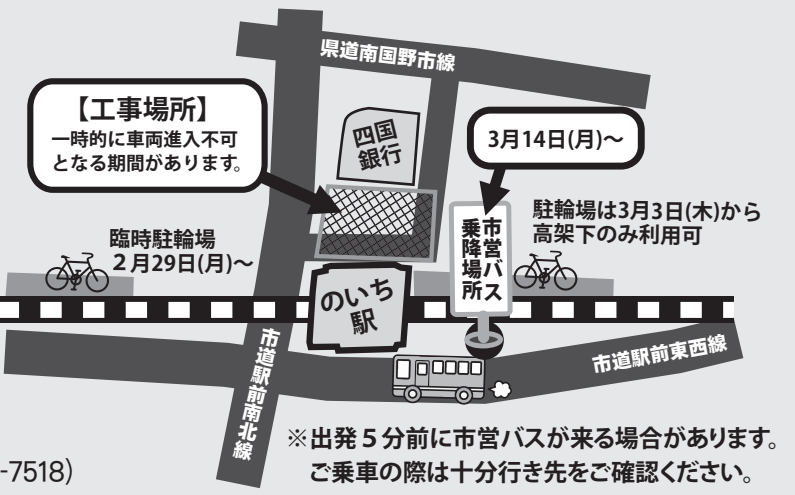 県道南国野市線
【工事場所】
一時的に車両進入不可
となる期間があります。
四国
銀行
3月14日(月)～
駐輪場は3月3日(木)から
高架下のみ利用可
臨時駐輪場
２月29日(月)～
市営バス
乗降場所
のいち
駅
市道駅前南北線
市道駅前東西線
※出発５分前に市営バスが来る場合があります。
ご乗車の際は十分行き先をご確認ください。
-7518)